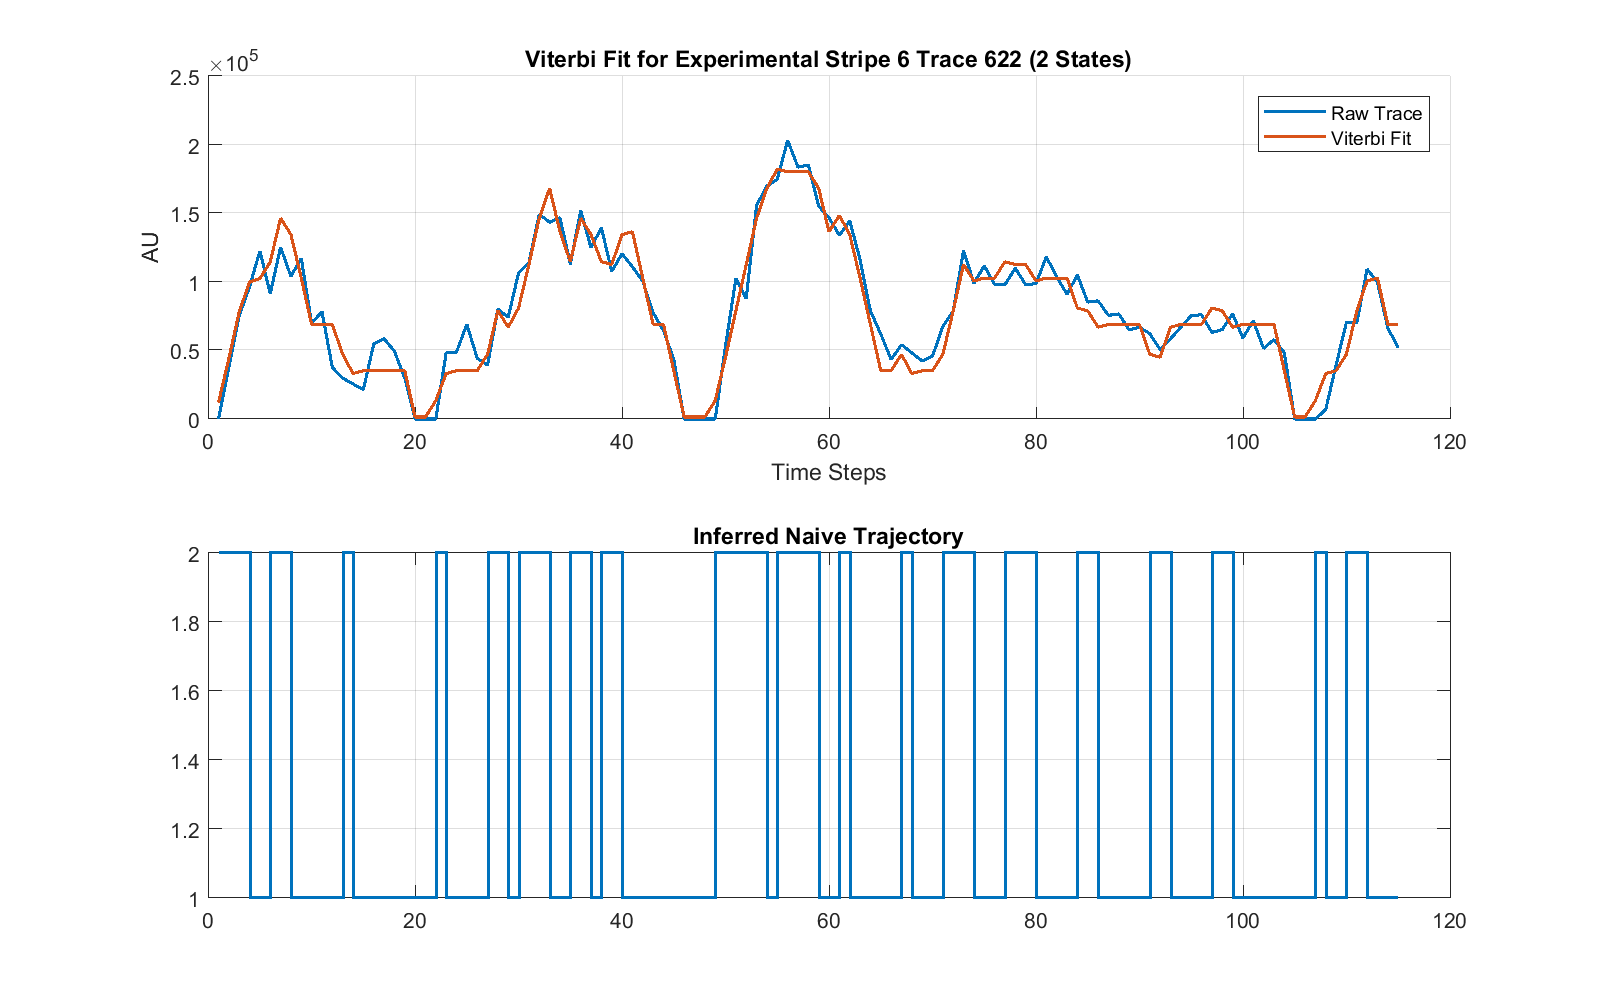 Viterbi Fit for Experimental Stripe 6 Trace 622 (2 States)
×10^5
2.5
2
1.5
1
0.5
0
AU
Raw Trace
Viterbi Fit
0 20 40 60 80 100 120
Time Steps
Inferred Naive Trajectory
2
1.8
1.6
1.4
1.2
1
0 20 40 60 80 100 120